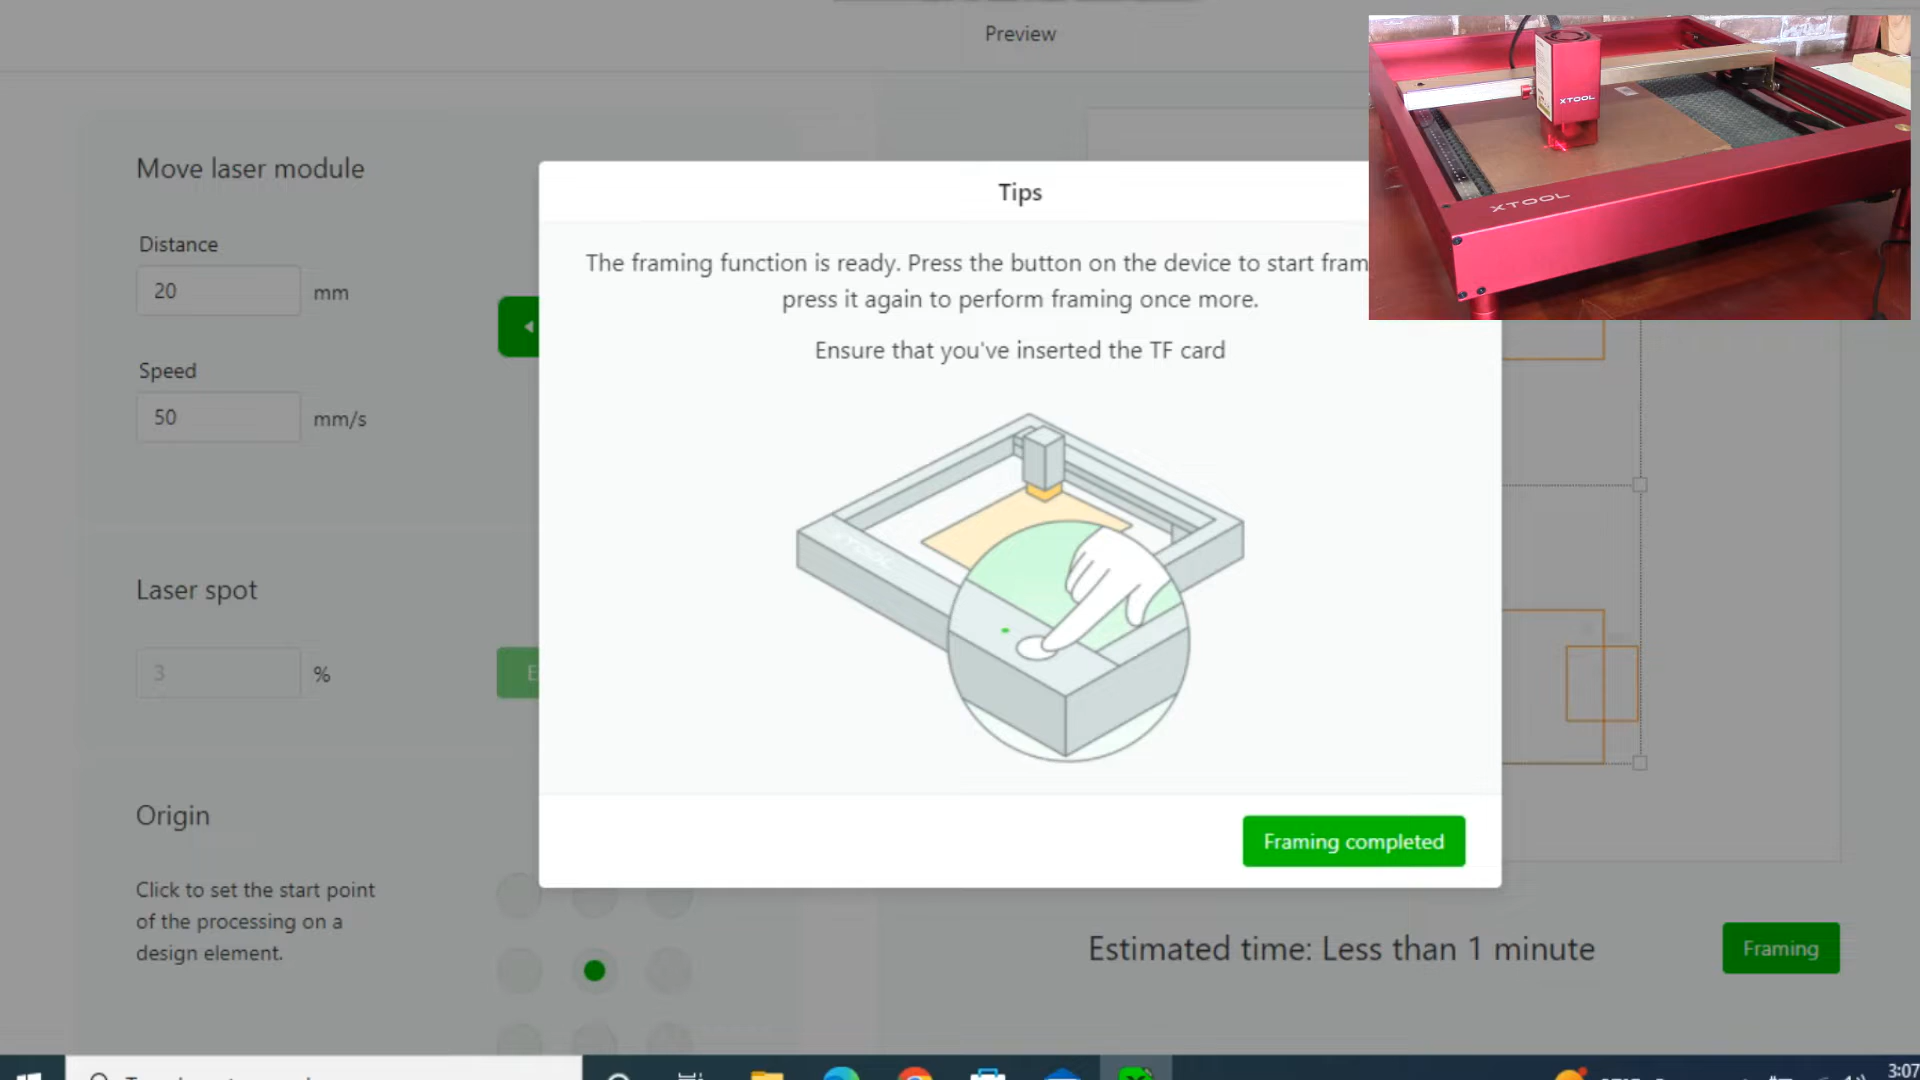 Preview
Move laser module
Distance
20 mm
Speed
50 mm/s
Laser spot
3 %
E
Origin
Click to set the start point
of the processing on a
design element.
Tips
The framing function is ready. Press the button on the device to start fram
press it again to perform framing once more.
Ensure that you've inserted the TF card
XTOOL
Framing completed
Estimated time: Less than 1 minute
Framing
XTOOL
XTOOL
3:07